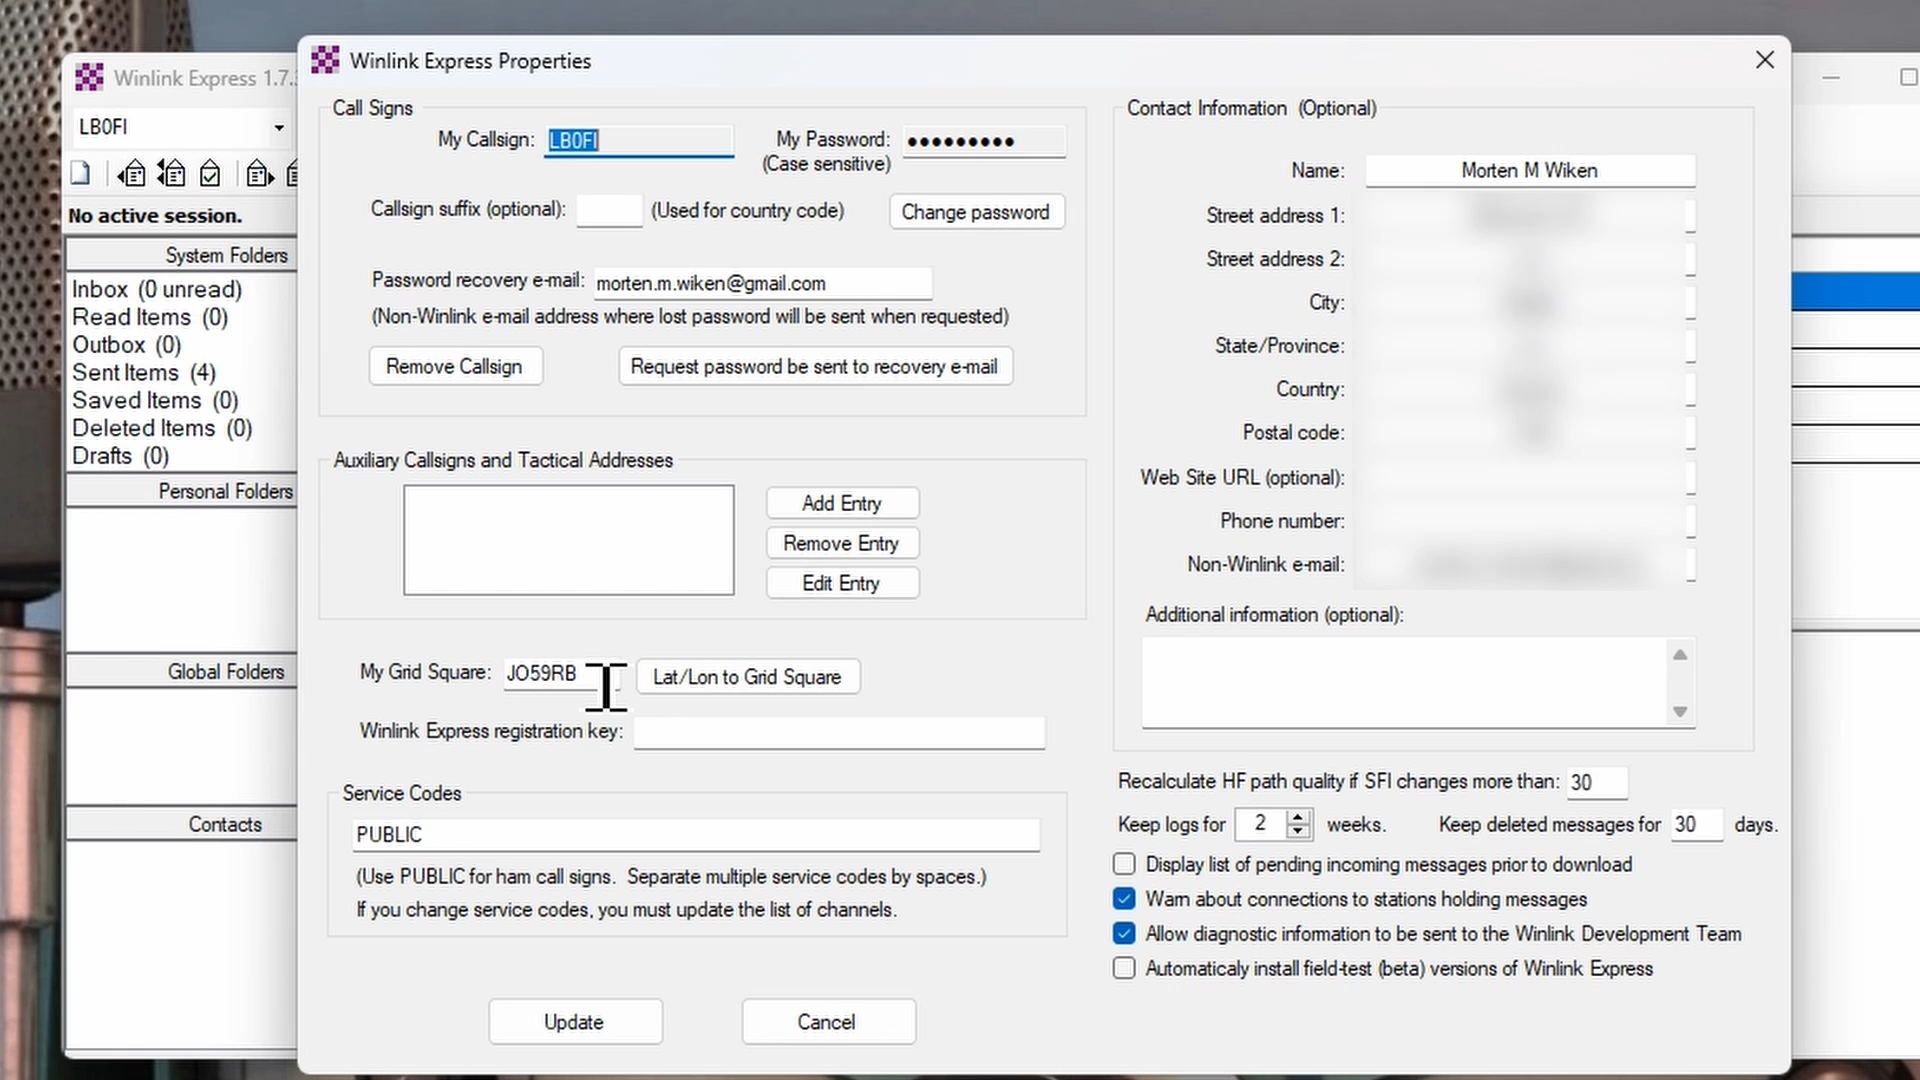 Winlink Express 1.7.
LB0FI
No active session.
System Folders
Inbox (0 unread)
Read Items (0)
Outbox (0)
Sent Items (4)
Saved Items (0)
Deleted Items (0)
Drafts (0)
Personal Folders
Global Folders
Contacts
Winlink Express Properties
Call Signs
My Callsign: LB0FI
My Password: ●●●●●●●●●
(Case sensitive)
Callsign suffix (optional): (Used for country code)
Change password
Password recovery e-mail: morten.m.wiken@gmail.com
(Non-Winlink e-mail address where lost password will be sent when requested)
Remove Callsign
Request password be sent to recovery e-mail
Auxiliary Callsigns and Tactical Addresses
Add Entry
Remove Entry
Edit Entry
My Grid Square: JO59RB
Lat/Lon to Grid Square
Winlink Express registration key:
Service Codes
PUBLIC
(Use PUBLIC for ham call signs. Separate multiple service codes by spaces.)
If you change service codes, you must update the list of channels.
Update
Cancel
Contact Information (Optional)
Name: Morten M Wiken
Street address 1:
Street address 2:
City:
State/Province:
Country:
Postal code:
Web Site URL (optional):
Phone number:
Non-Winlink e-mail:
Additional information (optional):
Recalculate HF path quality if SFI changes more than: 30
Keep logs for 2 weeks. Keep deleted messages for 30 days.
Display list of pending incoming messages prior to download
Warn about connections to stations holding messages
Allow diagnostic information to be sent to the Winlink Development Team
Automaticaly install field-test (beta) versions of Winlink Express